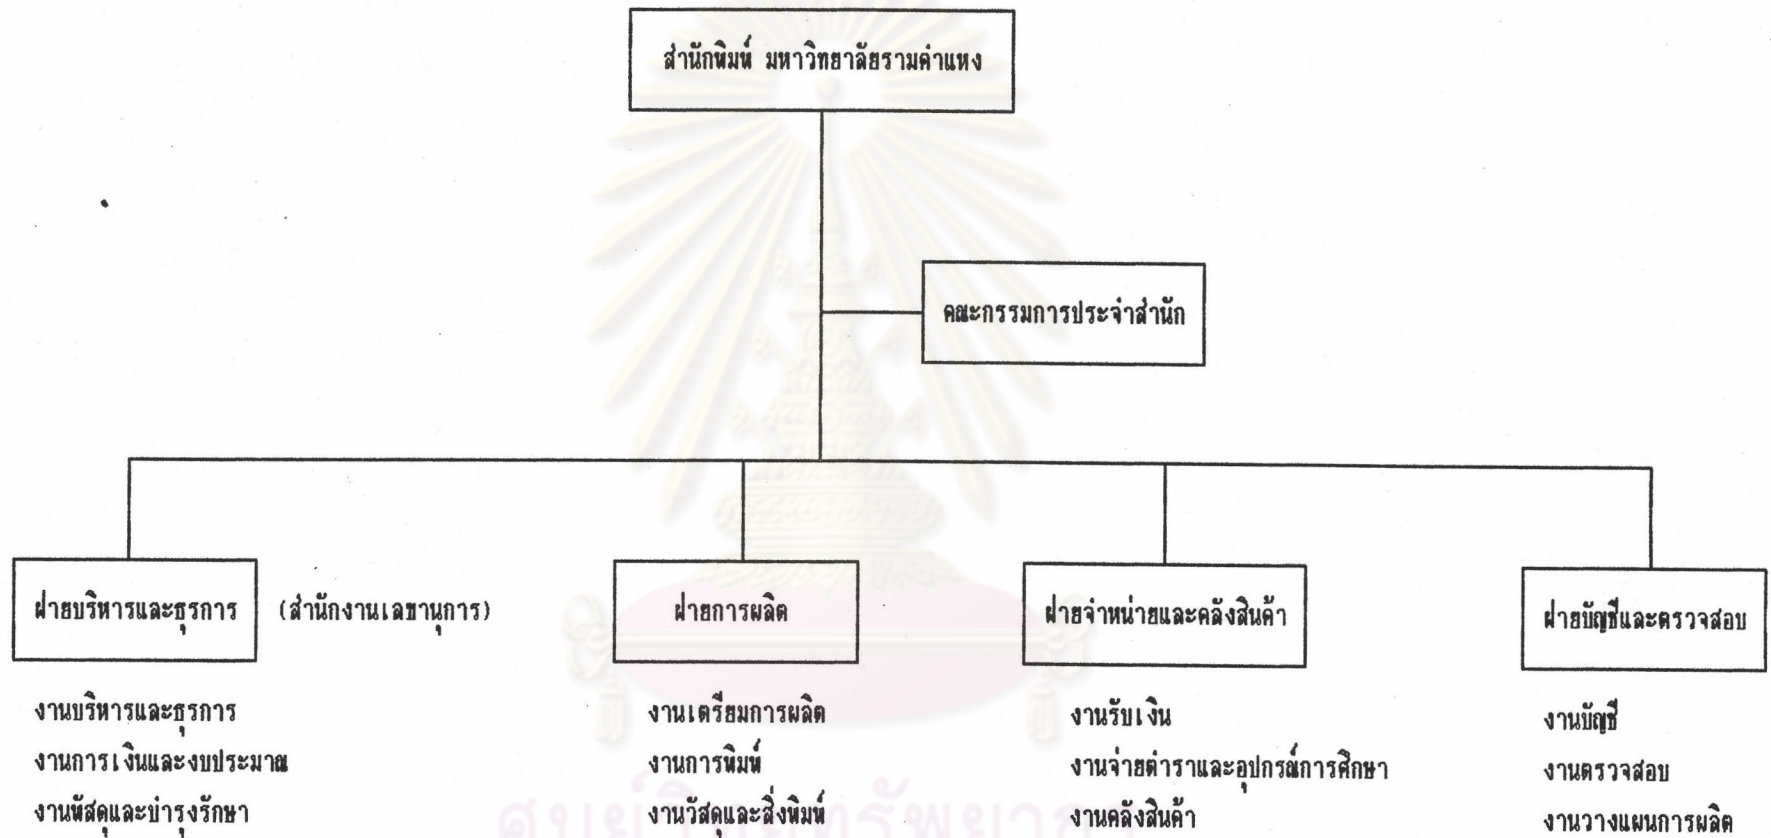 สำนักพิมพ์ มหาวิทยาลัยรามคำแหง
คณะกรรมการประจำสำนัก
ฝ่ายบริหารและธุรการ
(สำนักงานเลขานุการ)
ฝ่ายการผลิต
ฝ่ายจำหน่ายและคลังสินค้า
ฝ่ายบัญชีและตรวจสอบ
งานบริหารและธุรการ
งานการเงินและงบประมาณ
งานพัสดุและบำรุงรักษา
งานเตรียมการผลิต
งานการพิมพ์
งานวัสดุและสิ่งพิมพ์
งานรับเงิน
งานจ่ายตำราและอุปกรณ์การศึกษา
งานคลังสินค้า
งานบัญชี
งานตรวจสอบ
งานวางแผนการผลิต
ศูนย์วิทยทรัพยากร